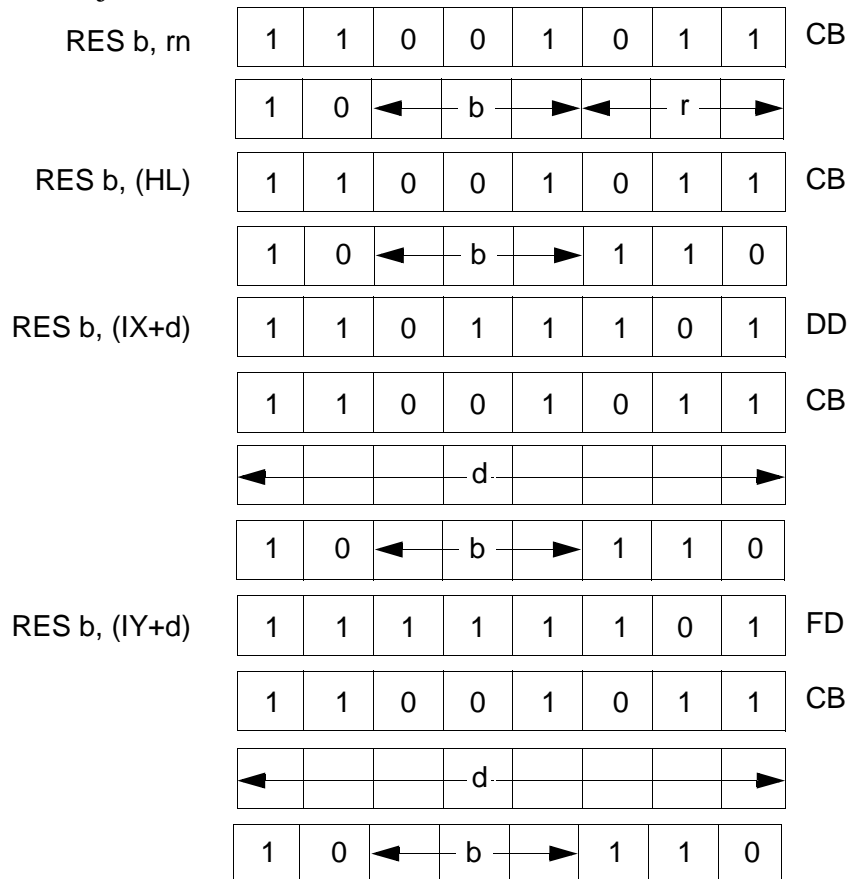 RES b, rn 1 1 0 0 1 0 1 1 CB
1 0 b r
RES b, (HL) 1 1 0 0 1 0 1 1 CB
1 0 b 1 1 0
RES b, (IX+d) 1 1 0 1 1 1 0 1 DD
1 1 0 0 1 0 1 1 CB
d
1 0 b 1 1 0
RES b, (IY+d) 1 1 1 1 1 1 0 1 FD
1 1 0 0 1 0 1 1 CB
d
1 0 b 1 1 0